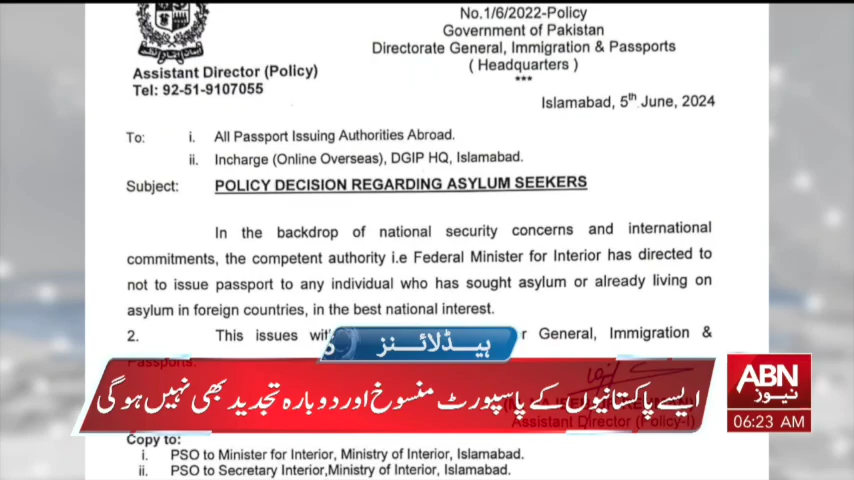 No.1/6/2022-Policy
Government of Pakistan
Directorate General, Immigration & Passports
( Headquarters )
***
Assistant Director (Policy)
Tel: 92-51-9107055
Islamabad, 5th June, 2024
To: i. All Passport Issuing Authorities Abroad.
ii. Incharge (Online Overseas), DGIP HQ, Islamabad.
Subject: POLICY DECISION REGARDING ASYLUM SEEKERS
In the backdrop of national security concerns and international
commitments, the competent authority i.e Federal Minister for Interior has directed to
not to issue passport to any individual who has sought asylum or already living on
asylum in foreign countries, in the best national interest.
2. This issues r General, Immigration &
Passports.
ہیڈلائنز
ایسے پاکستانیوں کے پاسپورٹ منسوخ اور دوبارہ تجدید بھی نہیں ہوگی
ABN
نیوز
06:23 AM
Assistant Director (Policy-I)
Copy to:
i. PSO to Minister for Interior, Ministry of Interior, Islamabad.
ii. PSO to Secretary Interior,Ministry of Interior, Islamabad.